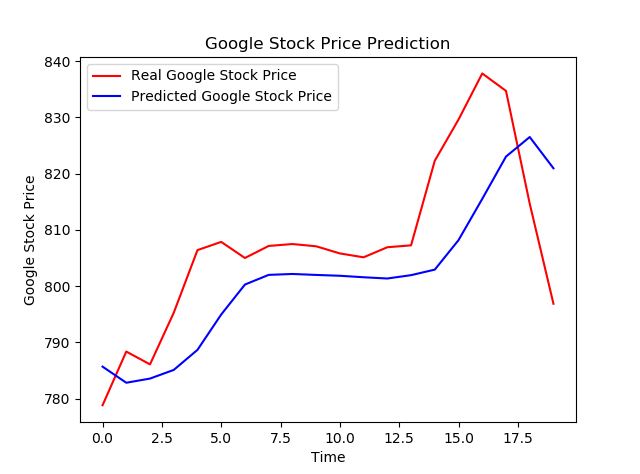 Google Stock Price Prediction
Real Google Stock Price
Predicted Google Stock Price
Google Stock Price
840
830
820
810
800
790
780
0.0 2.5 5.0 7.5 10.0 12.5 15.0 17.5
Time